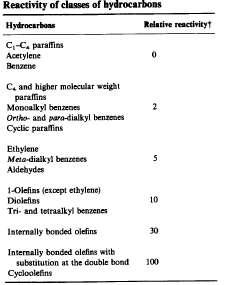 Reactivity of classes of hydrocarbons
Hydrocarbons Relative reactivity†
C₁–C₄ paraffins
Acetylene 0
Benzene
C₄ and higher molecular weight
paraffins
Monoalkyl benzenes 2
Ortho- and para-dialkyl benzenes
Cyclic paraffins
Ethylene
Meta-dialkyl benzenes 5
Aldehydes
1-Olefins (except ethylene)
Diolefins 10
Tri- and tetraalkyl benzenes
Internally bonded olefins 30
Internally bonded olefins with
substitution at the double bond 100
Cycloolefins